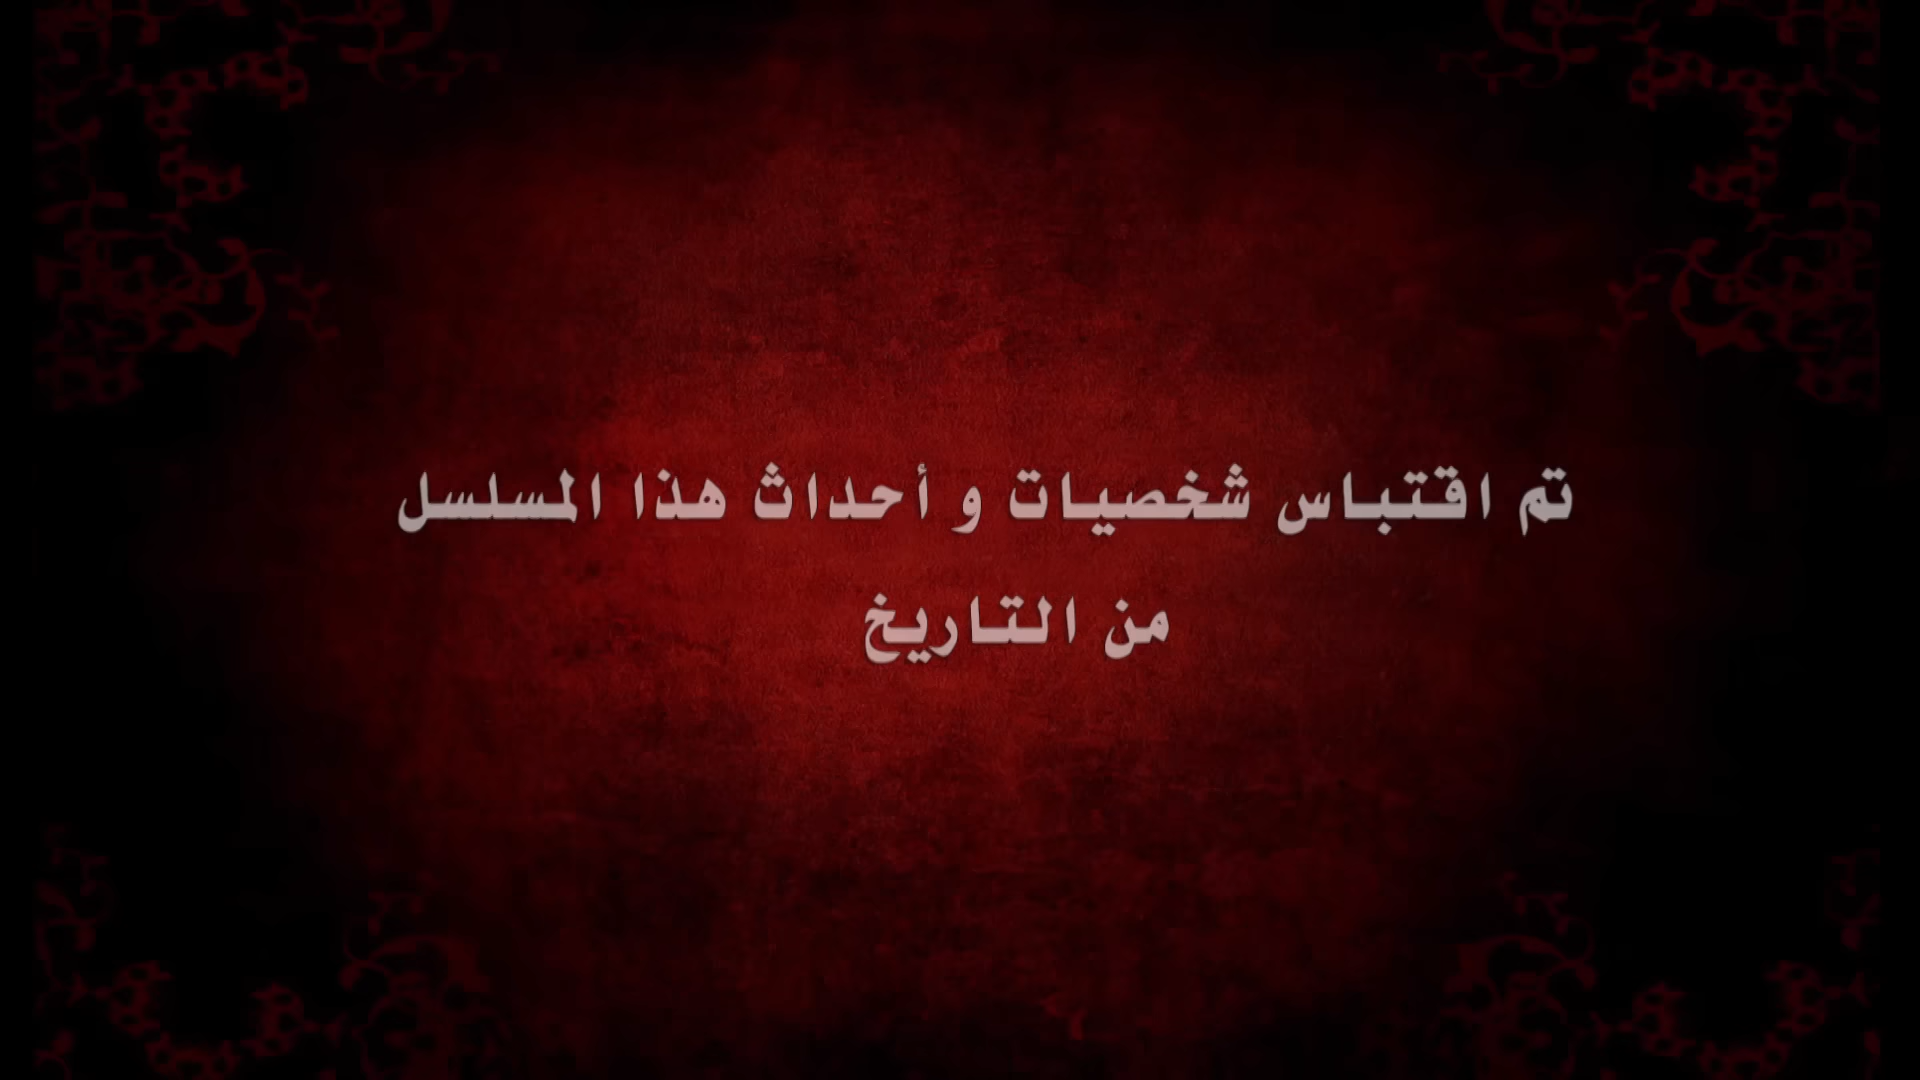 تم اقتباس شخصيات و أحداث هذا المسلسل
من التاريخ